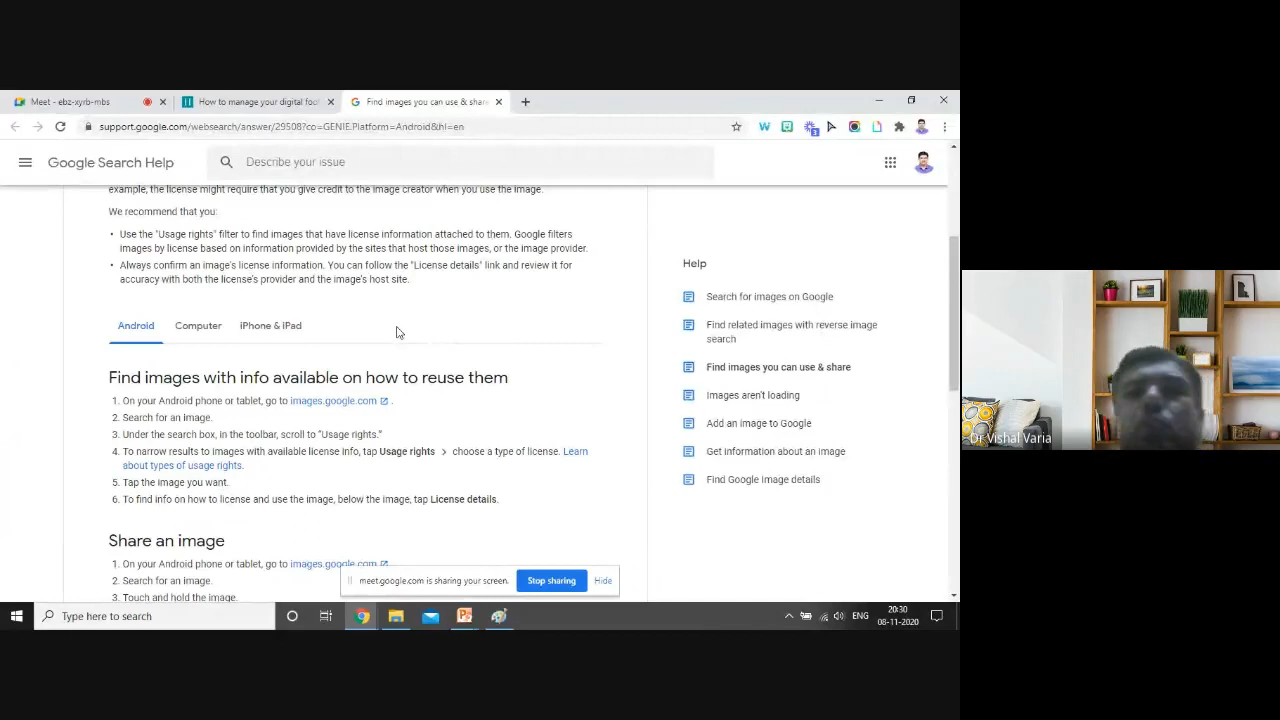 Meet - ebz-xyrb-mbs
How to manage your digital foo
Find images you can use & share
support.google.com/websearch/answer/29508?co=GENIE.Platform=Android&hl=en
Google Search Help
Describe your issue
example, the license might require that you give credit to the image creator when you use the image.
We recommend that you:
• Use the "Usage rights" filter to find images that have license information attached to them. Google filters
images by license based on information provided by the sites that host those images, or the image provider.
• Always confirm an image's license information. You can follow the "License details" link and review it for
accuracy with both the license's provider and the image's host site.
Android Computer iPhone & iPad
Find images with info available on how to reuse them
1. On your Android phone or tablet, go to images.google.com .
2. Search for an image.
3. Under the search box, in the toolbar, scroll to "Usage rights."
4. To narrow results to images with available license info, tap Usage rights > choose a type of license. Learn
about types of usage rights.
5. Tap the image you want.
6. To find info on how to license and use the image, below the image, tap License details.
Share an image
1. On your Android phone or tablet, go to images.google.com
2. Search for an image.
3. Touch and hold the image.
Help
Search for images on Google
Find related images with reverse image
search
Find images you can use & share
Images aren't loading
Add an image to Google
Get information about an image
Find Google Image details
meet.google.com is sharing your screen.
Stop sharing
Hide
Type here to search
ENG
20:30
08-11-2020
Dr Vishal Varia